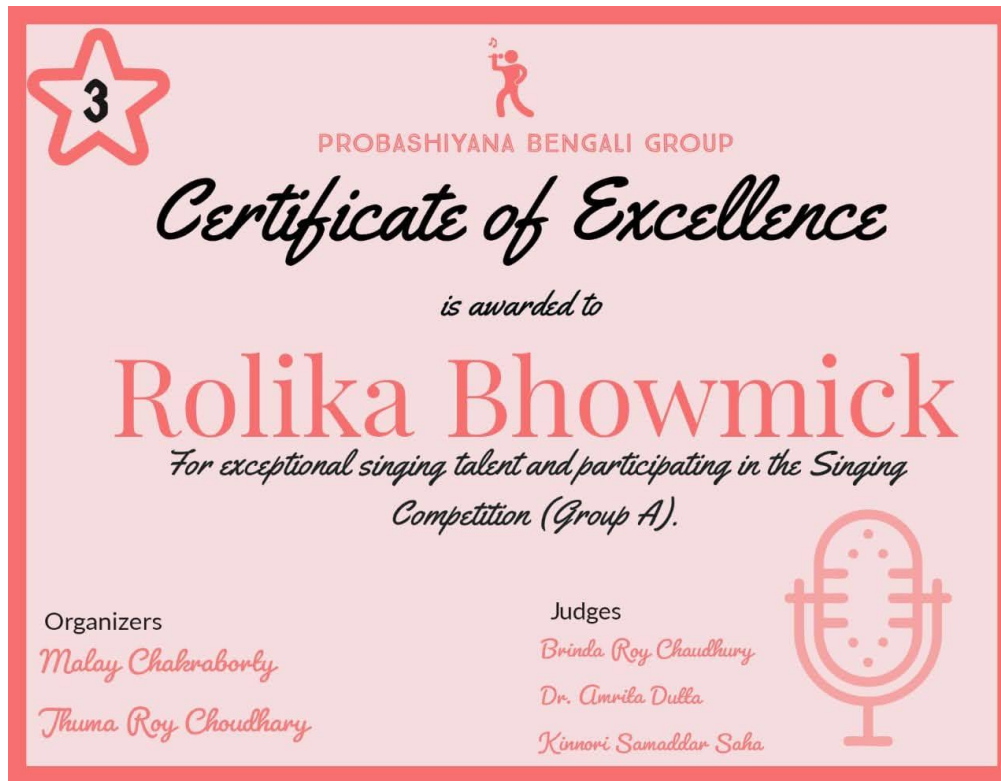 3
PROBASHIYANA BENGALI GROUP
Certificate of Excellence
is awarded to
Rolika Bhowmick
For exceptional singing talent and participating in the Singing
Competition (Group A).
Organizers
Malay Chakraborty
Jhuma Roy Choudhary
Judges
Brinda Roy Chaudhury
Dr. Amrita Dutta
Kinnori Samaddar Saha